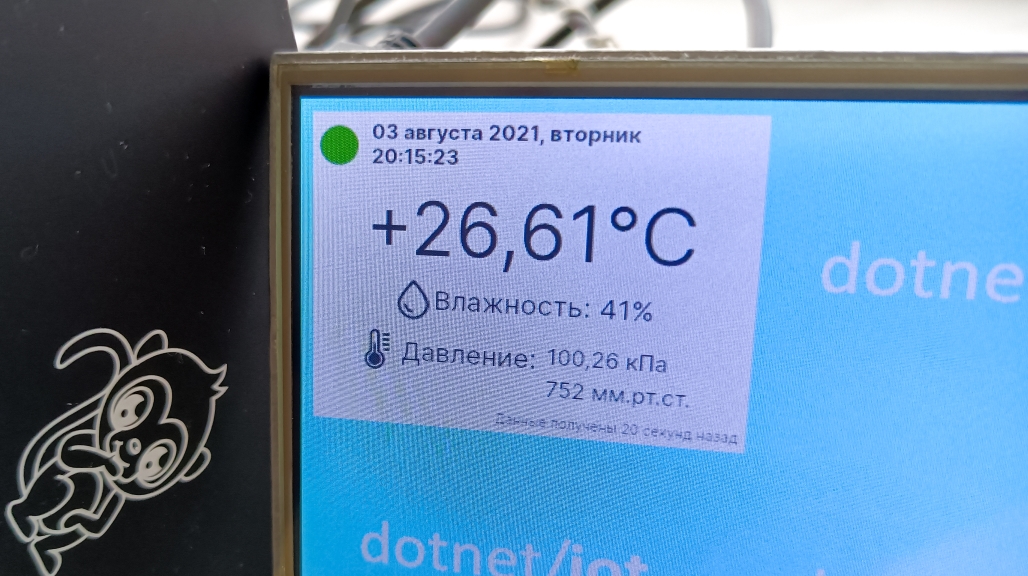 03 августа 2021, вторник
20:15:23
+26,61°C
Влажность: 41%
Давление: 100,26 кПа
752 мм.рт.ст.
Данные получены 20 секунд назад
dotne
dotnet/iot